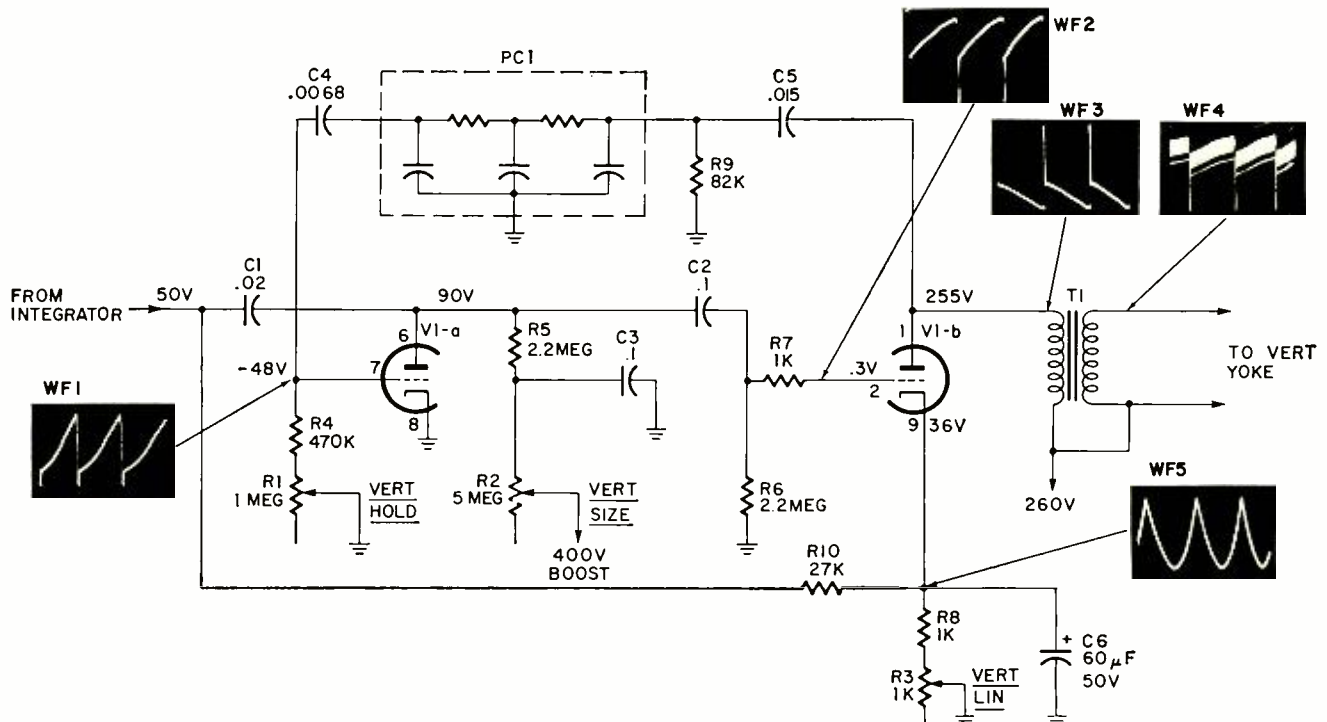 WF2
PC1
C4
.0068
C5
.015
WF3
WF4
R9
82K
C1
.02
C2
.1
FROM
INTEGRATOR
50V
90V
255V
T1
6
V1-a
R5
2.2MEG
C3
.1
R7
1K
1
V1-b
TO VERT
YOKE
-48V
7
.3V
2
WF1
8
9
36V
R4
470K
R1
1 MEG
VERT
HOLD
R2
5 MEG
VERT
SIZE
R6
2.2MEG
260V
WF5
400V
BOOST
R10
27K
R8
1K
+
C6
60µF
50V
R3
1K
VERT
LIN